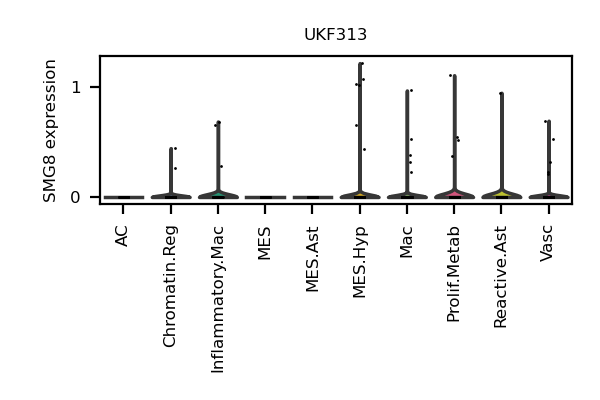 UKF313
SMG8 expression
1
0
AC
Chromatin.Reg
Inflammatory.Mac
MES
MES.Ast
MES.Hyp
Mac
Prolif.Metab
Reactive.Ast
Vasc